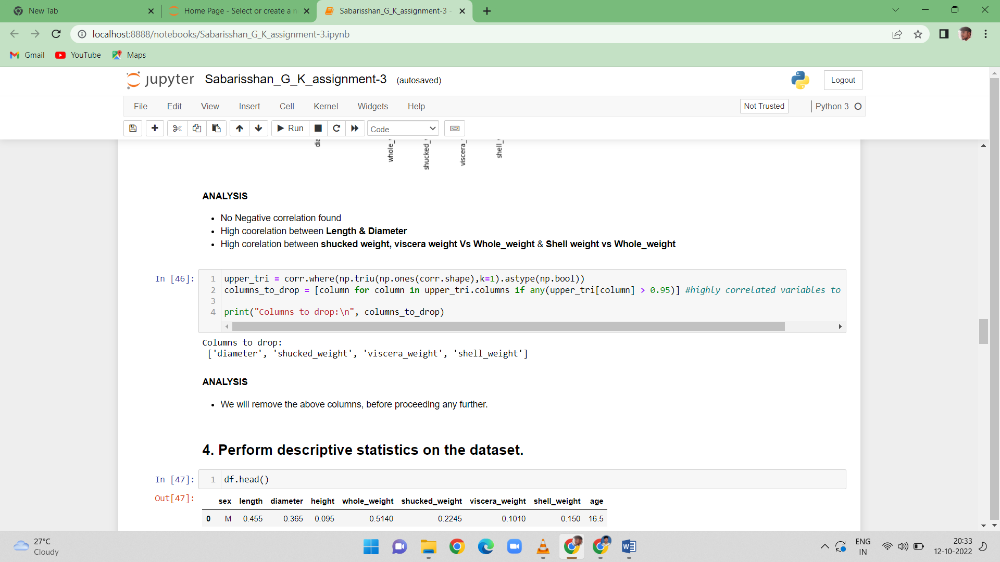 New Tab
Home Page - Select or create a n
Sabarisshan_G_K_assignment-3 -
localhost:8888/notebooks/Sabarisshan_G_K_assignment-3.ipynb
Gmail YouTube Maps
jupyter Sabarisshan_G_K_assignment-3 (autosaved)
Logout
File Edit View Insert Cell Kernel Widgets Help
Not Trusted Python 3
Run Code
dia
whole_
shucked_
viscera_
shell_
ANALYSIS
• No Negative correlation found
• High coorelation between Length & Diameter
• High corelation between shucked weight, viscera weight Vs Whole_weight & Shell weight vs Whole_weight
In [46]:
1 upper_tri = corr.where(np.triu(np.ones(corr.shape),k=1).astype(np.bool))
2 columns_to_drop = [column for column in upper_tri.columns if any(upper_tri[column] > 0.95)] #highly correlated variables to
3
4 print("Columns to drop:\n", columns_to_drop)
Columns to drop:
['diameter', 'shucked_weight', 'viscera_weight', 'shell_weight']
ANALYSIS
• We will remove the above columns, before proceeding any further.
4. Perform descriptive statistics on the dataset.
In [47]: 1 df.head()
Out[47]:
sex length diameter height whole_weight shucked_weight viscera_weight shell_weight age
0 M 0.455 0.365 0.095 0.5140 0.2245 0.1010 0.150 16.5
27°C
Cloudy
ENG
IN
20:33
12-10-2022